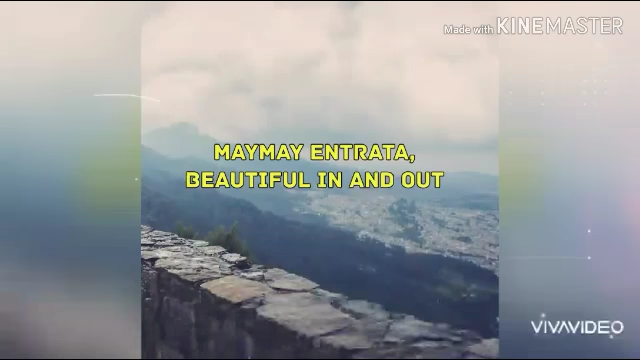 Made with KINEMASTER
MAYMAY ENTRATA,
BEAUTIFUL IN AND OUT
VIVAVIDEO